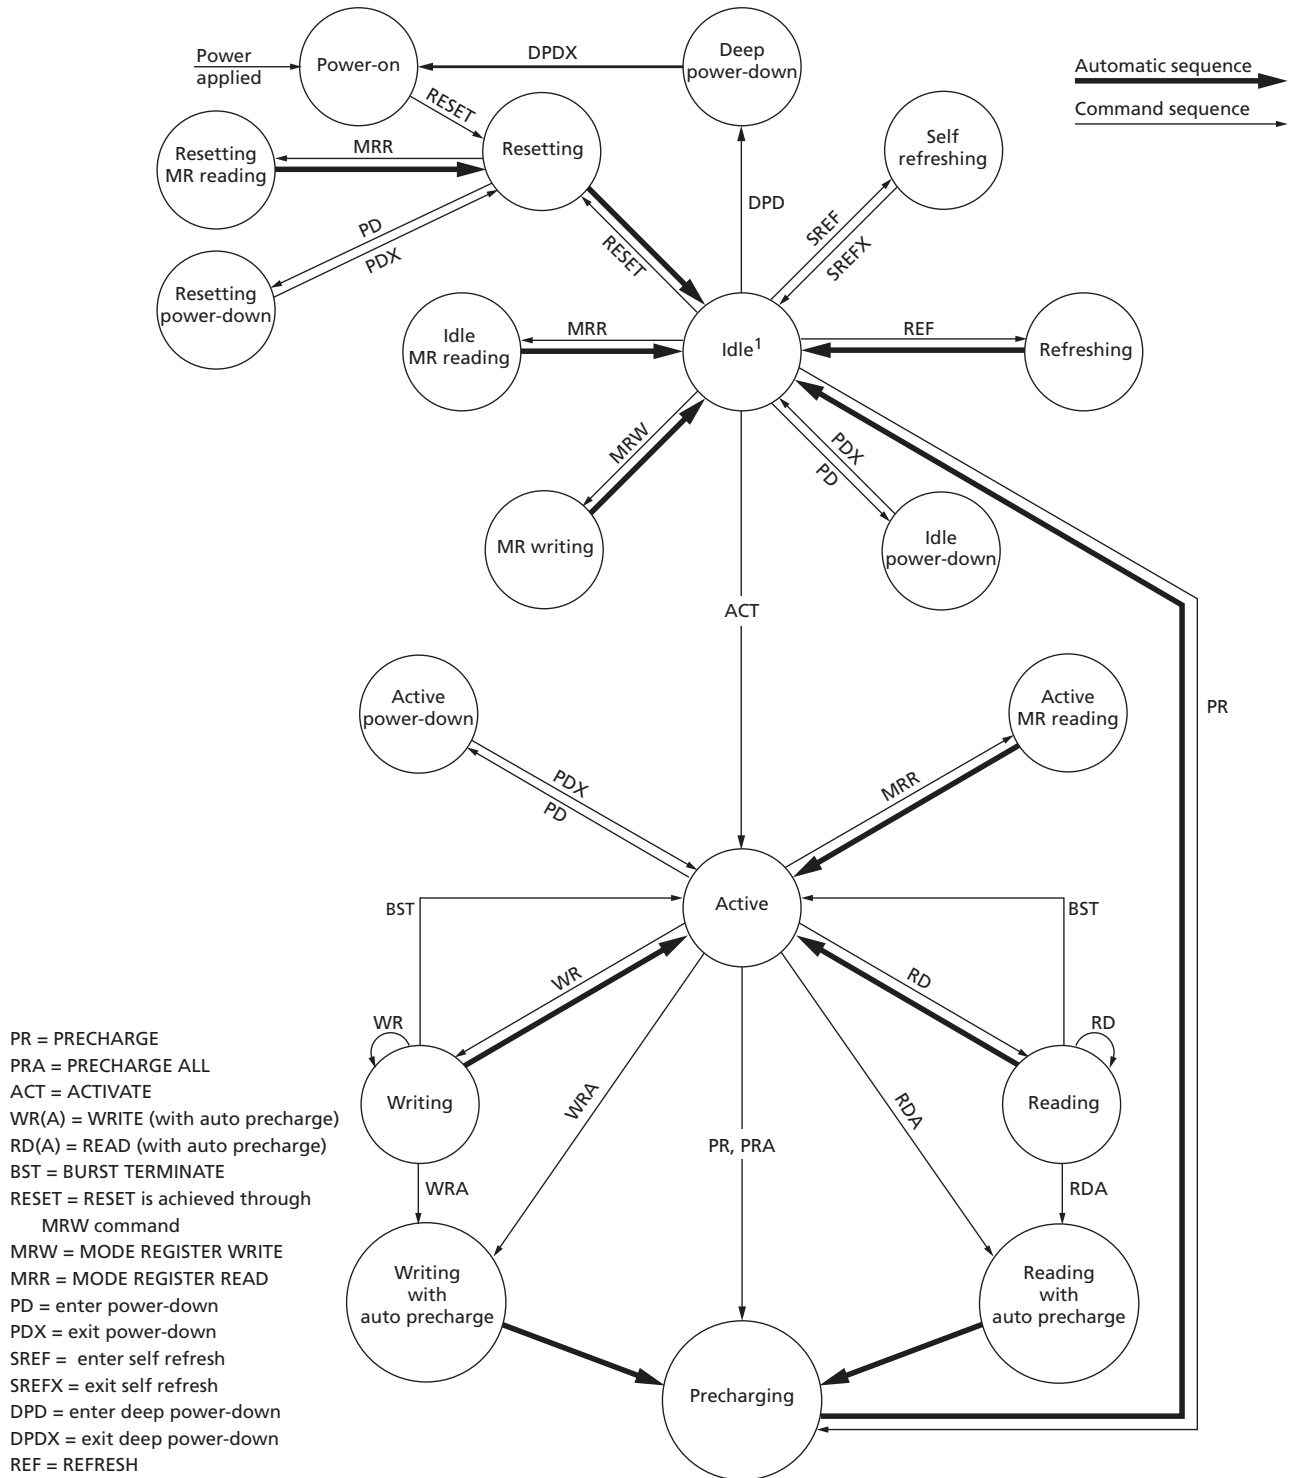 Power
applied
Power-on
DPDX
Deep
power-down
Automatic sequence
Command sequence
RESET
Resetting
MR reading
MRR
Resetting
Self
refreshing
DPD
SREF
SREFX
PD
PDX
RESET
Resetting
power-down
Idle
MR reading
MRR
Idle1
REF
Refreshing
MRW
PDX
PD
MR writing
Idle
power-down
ACT
Active
power-down
Active
MR reading
PR
PDX
PD
MRR
BST
Active
BST
WR
WR
RD
RD
Writing
Reading
WRA
RDA
PR, PRA
WRA
RDA
Writing
with
auto precharge
Reading
with
auto precharge
Precharging
PR = PRECHARGE
PRA = PRECHARGE ALL
ACT = ACTIVATE
WR(A) = WRITE (with auto precharge)
RD(A) = READ (with auto precharge)
BST = BURST TERMINATE
RESET = RESET is achieved through
MRW command
MRW = MODE REGISTER WRITE
MRR = MODE REGISTER READ
PD = enter power-down
PDX = exit power-down
SREF = enter self refresh
SREFX = exit self refresh
DPD = enter deep power-down
DPDX = exit deep power-down
REF = REFRESH